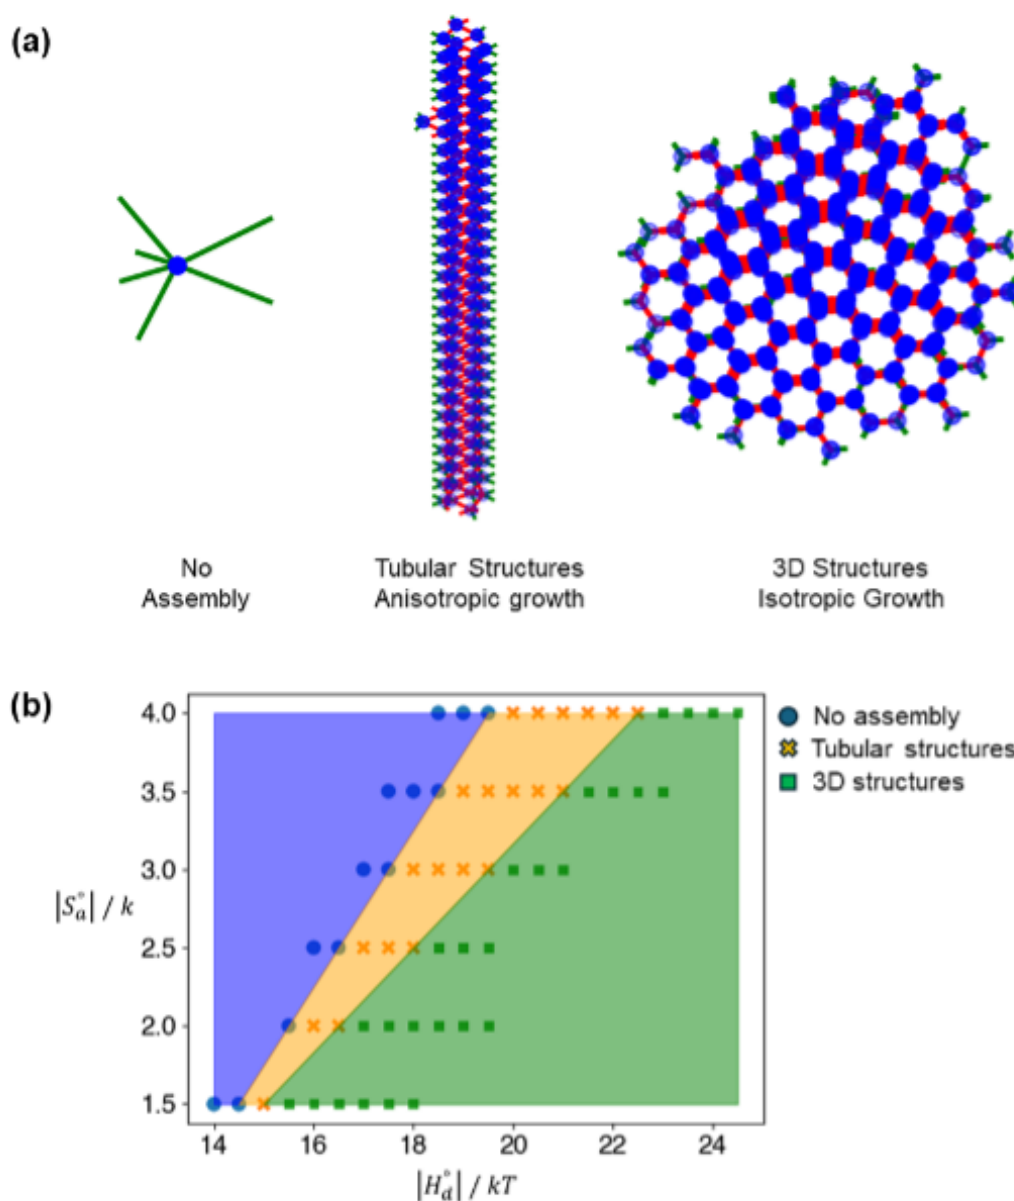 (a)
No
Assembly
Tubular Structures
Anisotropic growth
3D Structures
Isotropic Growth
(b)
4.0
3.5
3.0
2.5
2.0
1.5
|S°a| / k
14 16 18 20 22 24
|H°d| / kT
No assembly
Tubular structures
3D structures